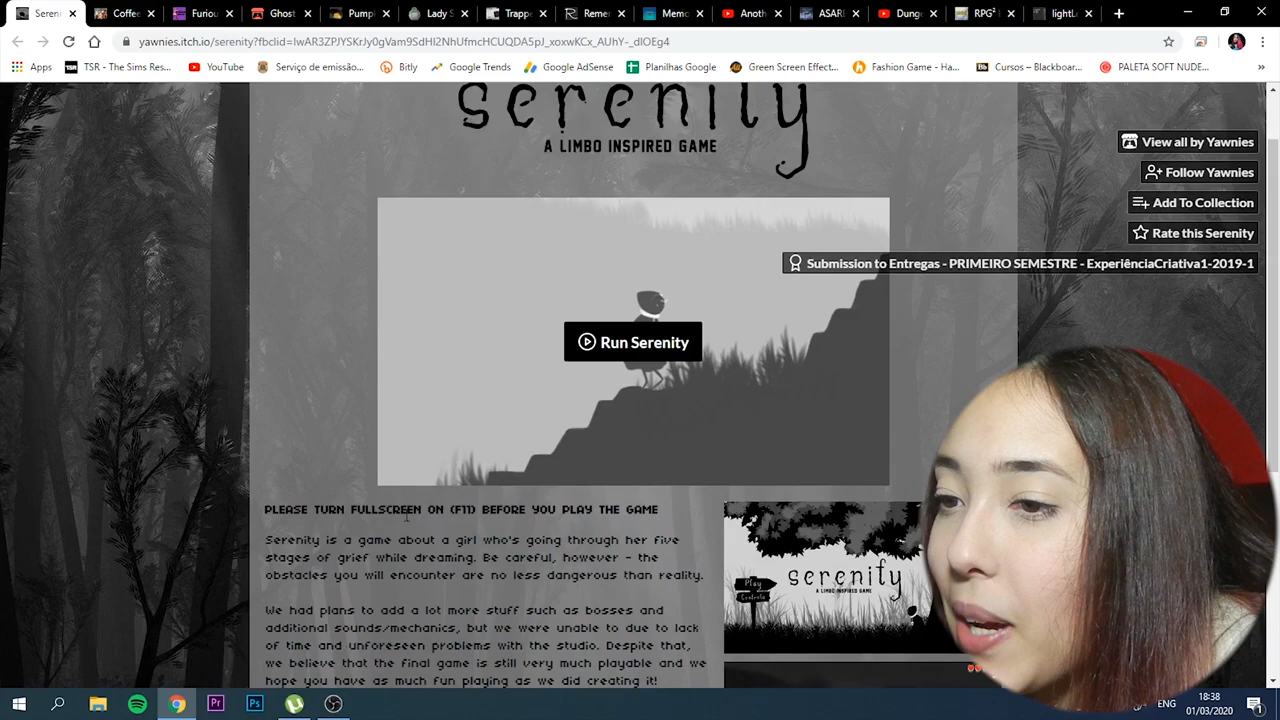 Sereni
Coffee
Furiou
Ghost
Pumpl
Lady S
Trappe
Reme
Memo
Anoth
ASARI
Dunge
RPG²
lightL
yawnies.itch.io/serenity?fbclid=IwAR3ZPJYSKrJy0gVam9SdHI2NhUfmcHCUQDA5pJ_xoxwKCx_AUhY-_dIOEg4
Apps
TSR - The Sims Res...
YouTube
Serviço de emissão...
Bitly
Google Trends
Google AdSense
Planilhas Google
Green Screen Effect...
Fashion Game - Ha...
Cursos – Blackboar...
PALETA SOFT NUDE...
serenity
A LIMBO INSPIRED GAME
View all by Yawnies
Follow Yawnies
Add To Collection
Rate this Serenity
Submission to Entregas - PRIMEIRO SEMESTRE - ExperiênciaCriativa1-2019-1
Run Serenity
PLEASE TURN FULLSCREEN ON (F11) BEFORE YOU PLAY THE GAME
Serenity is a game about a girl who's going through her five
stages of grief while dreaming. Be careful, however - the
obstacles you will encounter are no less dangerous than reality.
We had plans to add a lot more stuff such as bosses and
additional sounds/mechanics, but we were unable to due to lack
of time and unforeseen problems with the studio. Despite that,
we believe that the final game is still very much playable and we
hope you have as much fun playing as we did creating it!
Play
Controls
serenity
A LIMBO INSPIRED GAME
ENG
18:38
01/03/2020